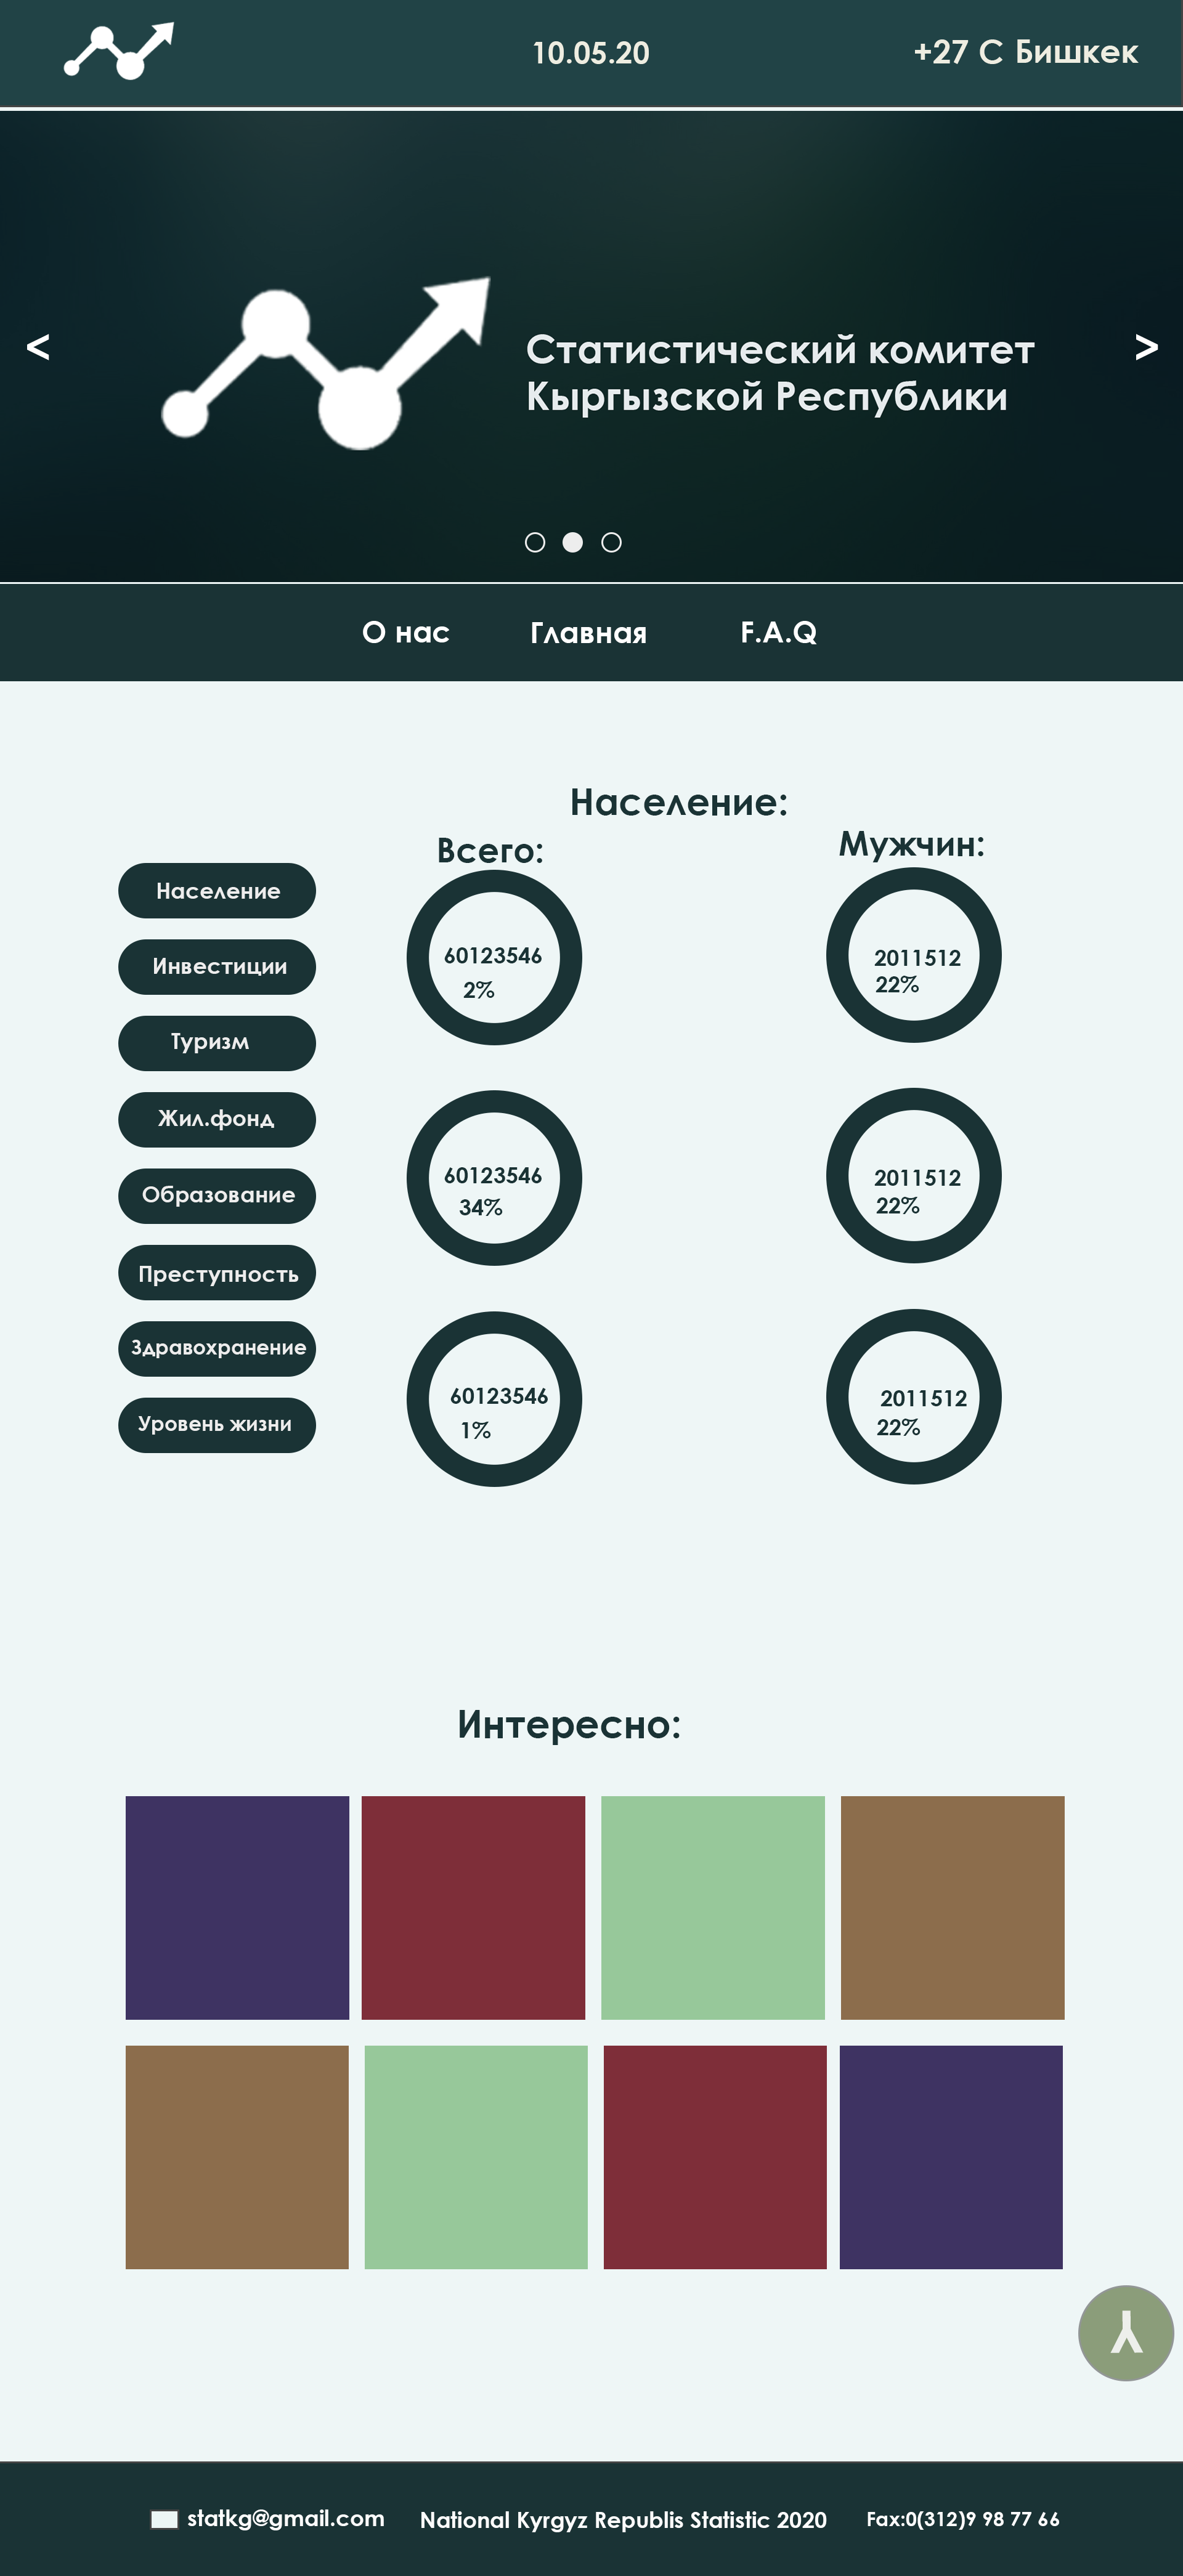 10.05.20
+27 C Бишкек
<
Статистический комитет
Кыргызской Республики
>
О нас
Главная
F.A.Q
Население:
Всего:
Мужчин:
Население
Инвестиции
Туризм
Жил.фонд
Образование
Преступность
Здравохранение
Уровень жизни
60123546
2%
2011512
22%
60123546
34%
2011512
22%
60123546
1%
2011512
22%
Интересно:
statkg@gmail.com
National Kyrgyz Republis Statistic 2020
Fax:0(312)9 98 77 66